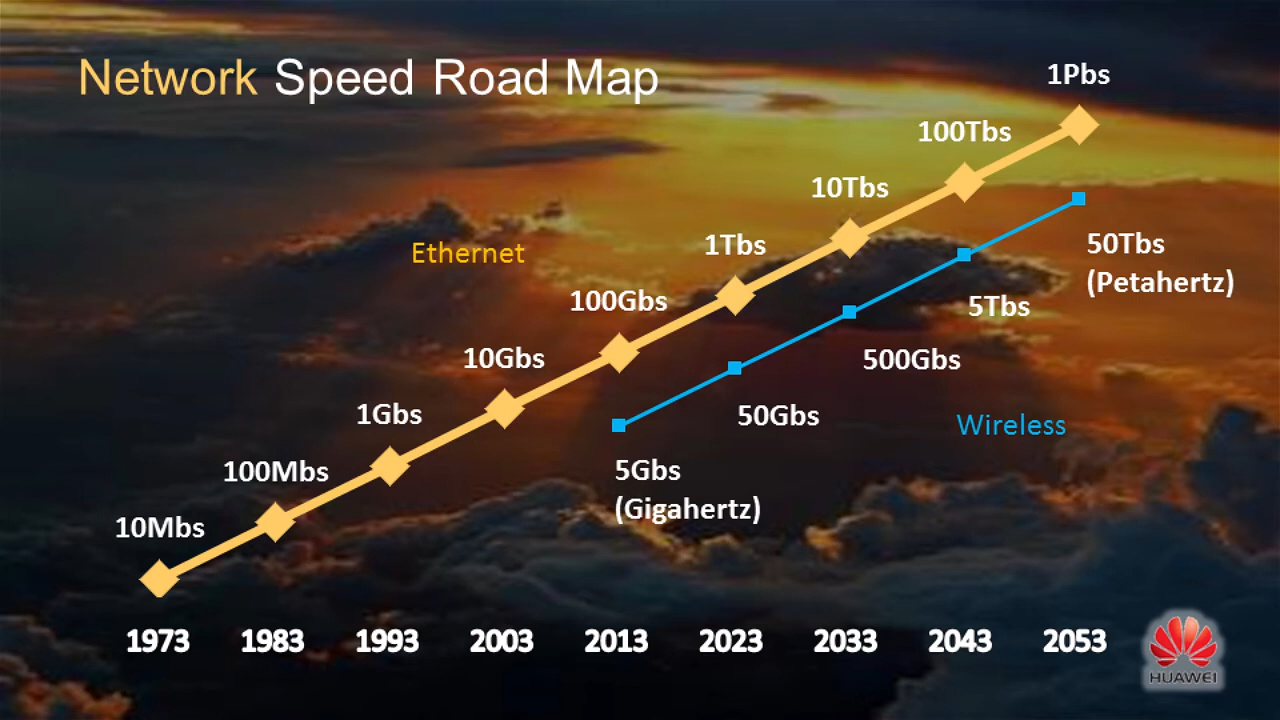 Network Speed Road Map
1Pbs
100Tbs
10Tbs
1Tbs
50Tbs
(Petahertz)
Ethernet
100Gbs
5Tbs
10Gbs
500Gbs
1Gbs
50Gbs
Wireless
100Mbs
5Gbs
(Gigahertz)
10Mbs
1973 1983 1993 2003 2013 2023 2033 2043 2053
HUAWEI